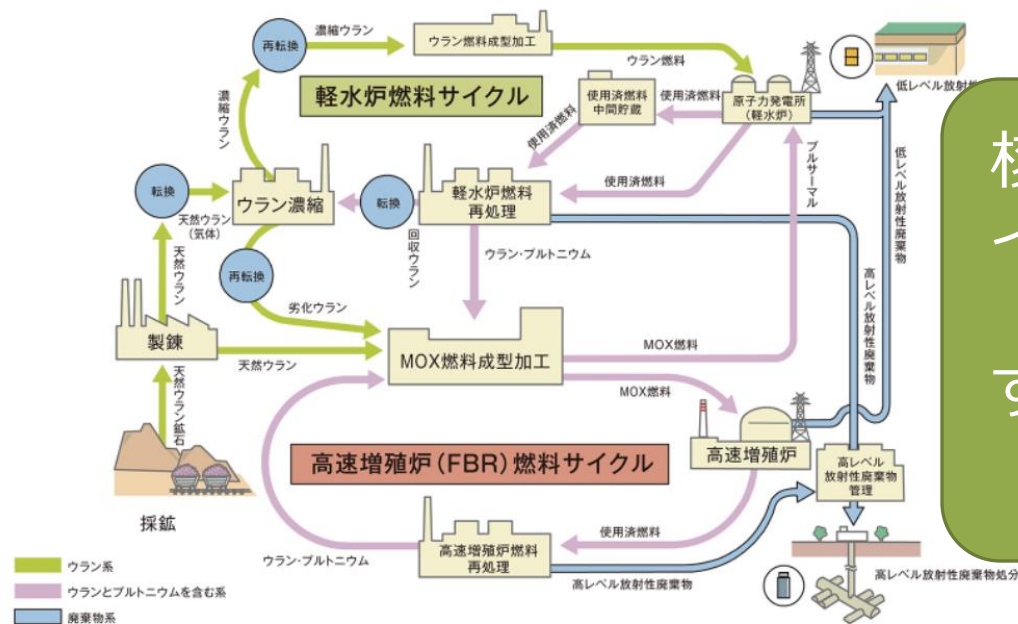 濃縮ウラン
再転換
ウラン燃料成型加工
ウラン燃料
軽水炉燃料サイクル
濃縮ウラン
使用済燃料
中間貯蔵
使用済燃料
原子力発電所
(軽水炉)
低レベル放射性
使用済燃料
転換
天然ウラン
(気体)
ウラン濃縮
転換
回収ウラン
軽水炉燃料
再処理
使用済燃料
プルサーマル
低レベル放射性廃棄物
ウラン・プルトニウム
高レベル放射性廃棄物
天然ウラン
再転換
劣化ウラン
製錬
天然ウラン
MOX燃料成型加工
MOX燃料
MOX燃料
天然ウラン鉱石
採鉱
高速増殖炉(FBR)燃料サイクル
高速増殖炉
高レベル
放射性廃棄物
管理
使用済燃料
ウラン・プルトニウム
高速増殖炉燃料
再処理
高レベル放射性廃棄物
高レベル放射性廃棄物処分
ウラン系
ウランとプルトニウムを含む系
廃棄物系
す